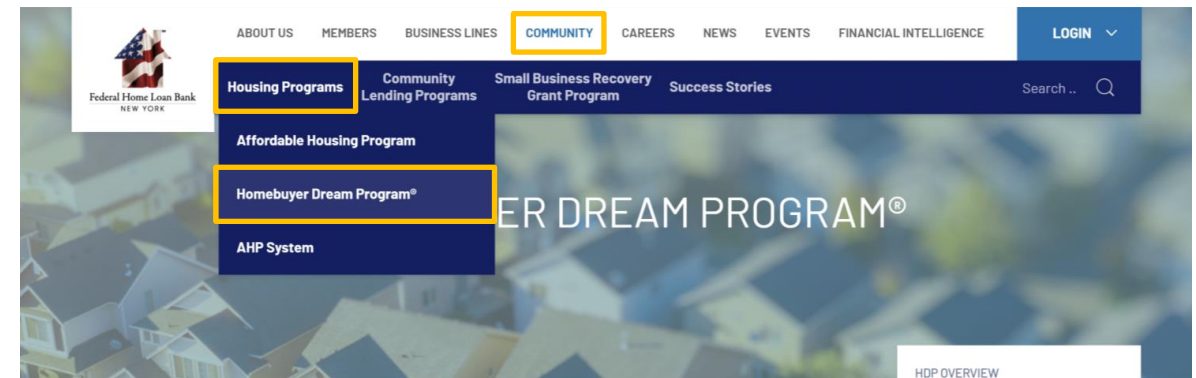 ABOUT US MEMBERS BUSINESS LINES COMMUNITY CAREERS NEWS EVENTS FINANCIAL INTELLIGENCE LOGIN
Federal Home Loan Bank
NEW YORK
Housing Programs
Community
Lending Programs
Small Business Recovery
Grant Program
Success Stories
Search ..
Affordable Housing Program
Homebuyer Dream Program®
AHP System
ER DREAM PROGRAM®
HDP OVERVIEW